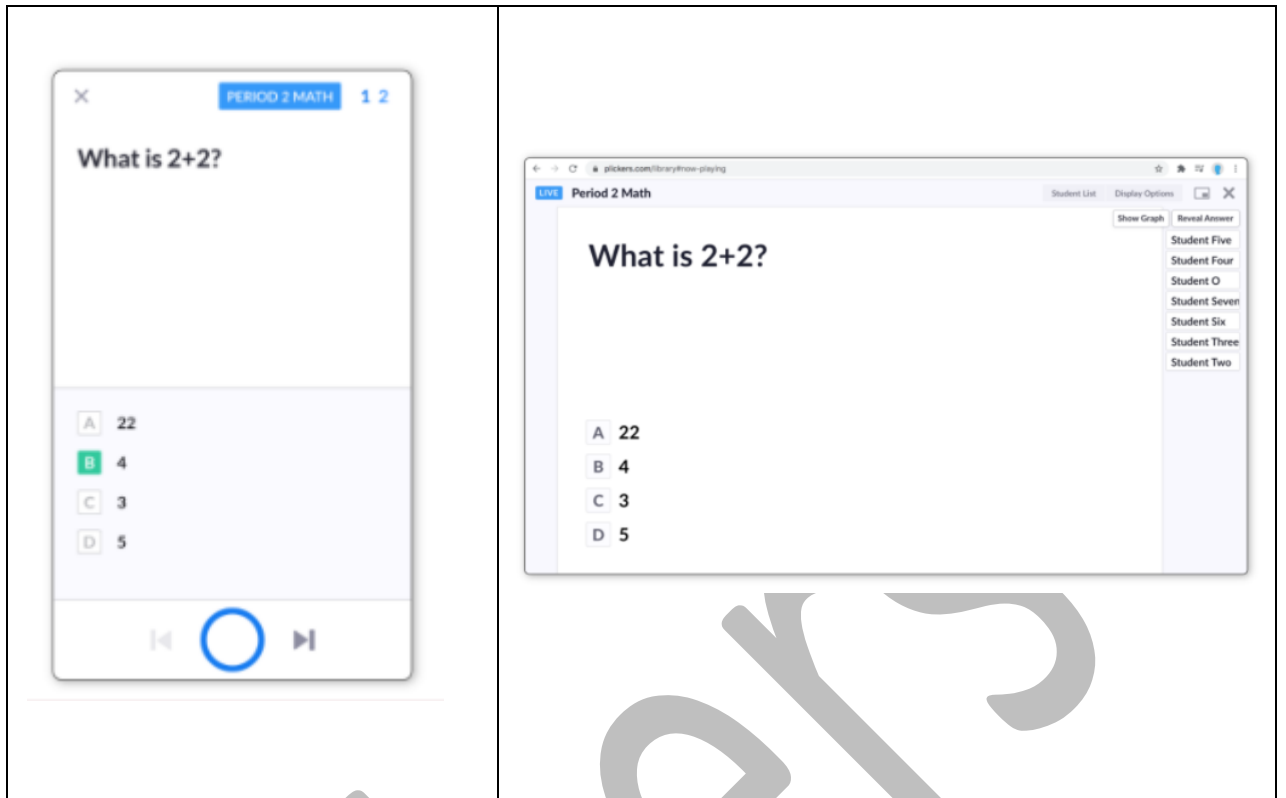 PERIOD 2 MATH 1 2
What is 2+2?
A 22
B 4
C 3
D 5
plickers.com/library#now-playing
LIVE Period 2 Math Student List Display Options
Show Graph Reveal Answer
What is 2+2?
Student Five
Student Four
Student O
Student Seven
Student Six
Student Three
Student Two
A 22
B 4
C 3
D 5
ers